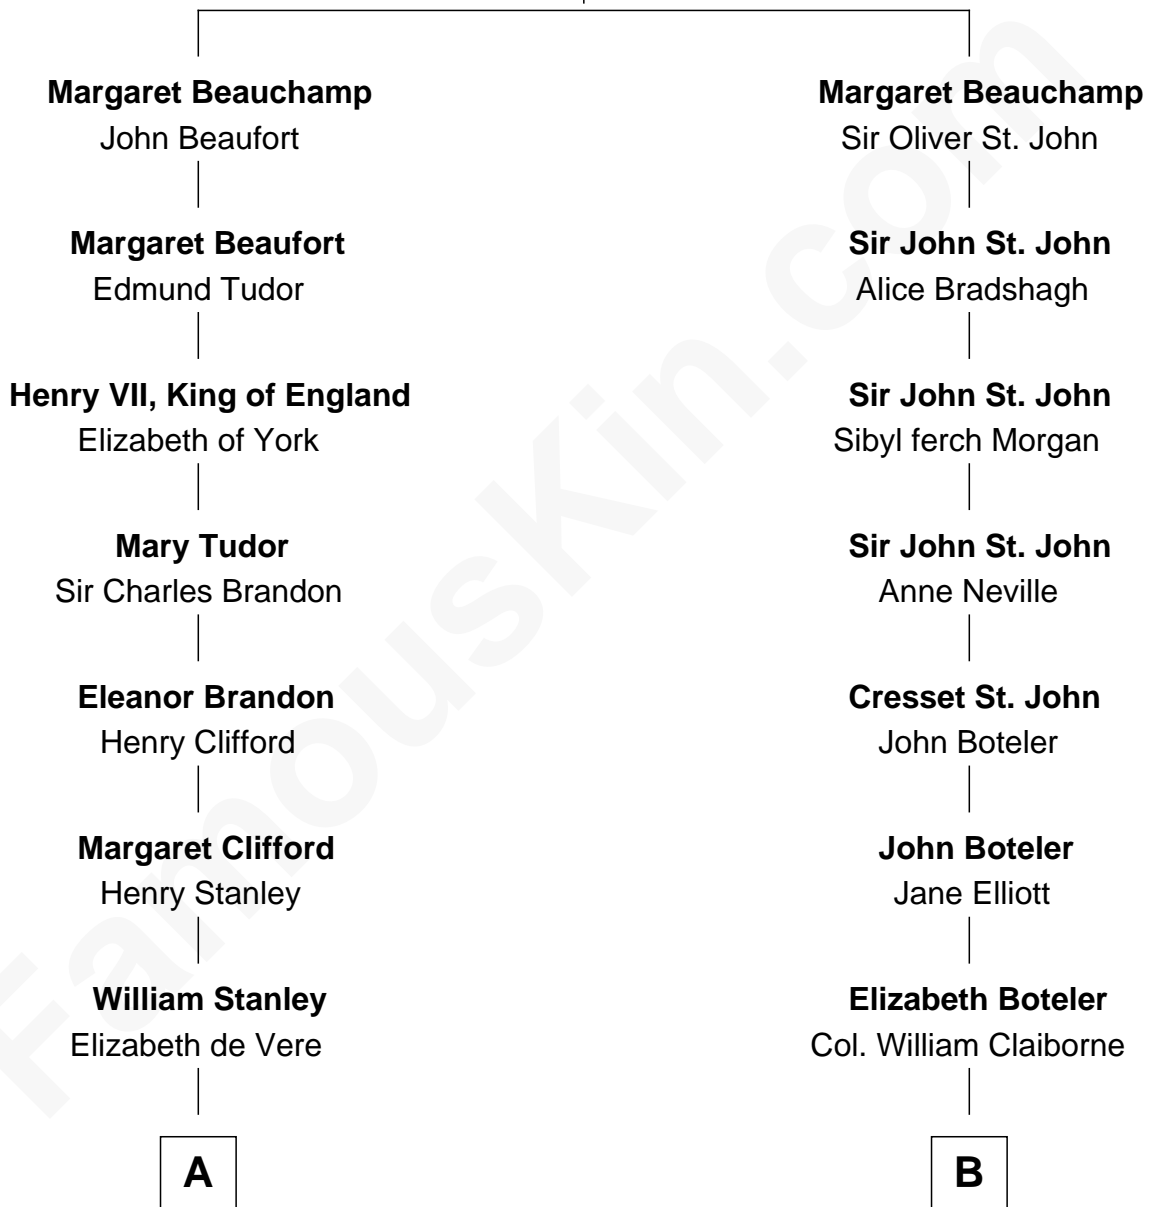 Margaret Beauchamp
John Beaufort
Margaret Beaufort
Edmund Tudor
Henry VII, King of England
Elizabeth of York
Mary Tudor
Sir Charles Brandon
Eleanor Brandon
Henry Clifford
Margaret Clifford
Henry Stanley
William Stanley
Elizabeth de Vere
A
Margaret Beauchamp
Sir Oliver St. John
Sir John St. John
Alice Bradshagh
Sir John St. John
Sibyl ferch Morgan
Sir John St. John
Anne Neville
Cresset St. John
John Boteler
John Boteler
Jane Elliott
Elizabeth Boteler
Col. William Claiborne
B
FamousKin.com